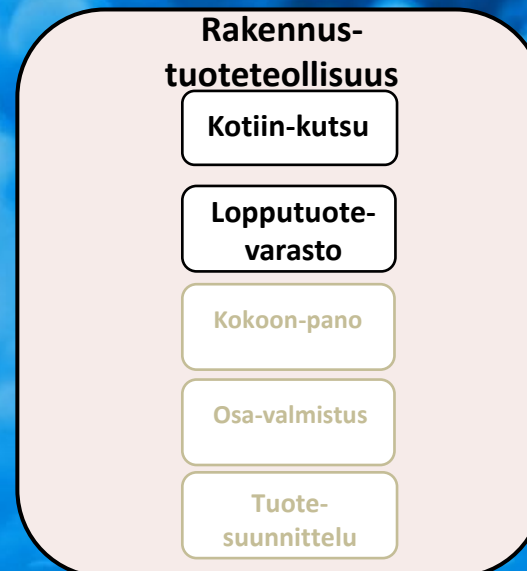 Rakennus-
tuoteteollisuus
Kotiin-kutsu
Lopputuote-
varasto
Kokoon-pano
Osa-valmistus
Tuote-
suunnittelu